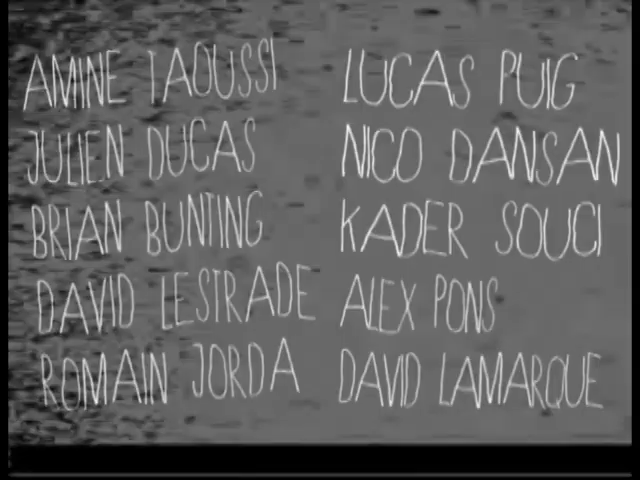 AMINE TAOUSSI
JULIEN DUCAS
BRIAN BUNTING
DAVID LESTRADE
ROMAIN JORDA
LUCAS PUIG
NICO DANSAN
KADER SOUCI
ALEX PONS
DAVID LAMARQUE